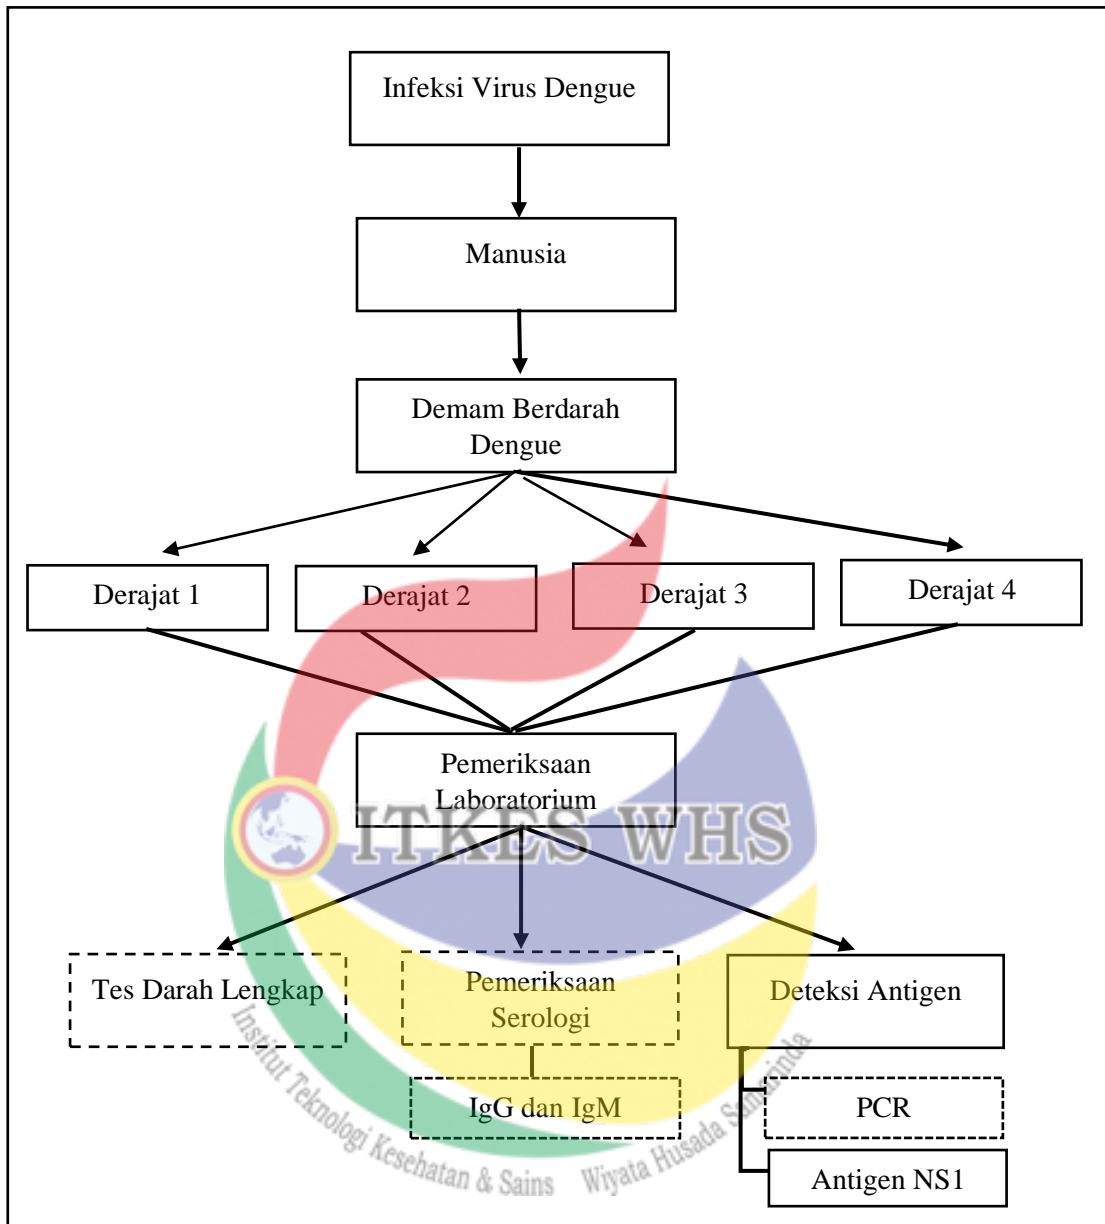 Infeksi Virus Dengue
Manusia
Demam Berdarah
Dengue
Derajat 1
Derajat 2
Derajat 3
Derajat 4
Pemeriksaan
Laboratorium
ITKES WHS
Tes Darah Lengkap
Pemeriksaan
Serologi
Deteksi Antigen
IgG dan IgM
PCR
Antigen NS1
Institut Teknologi Kesehatan & Sains Wiyata Husada Samarinda